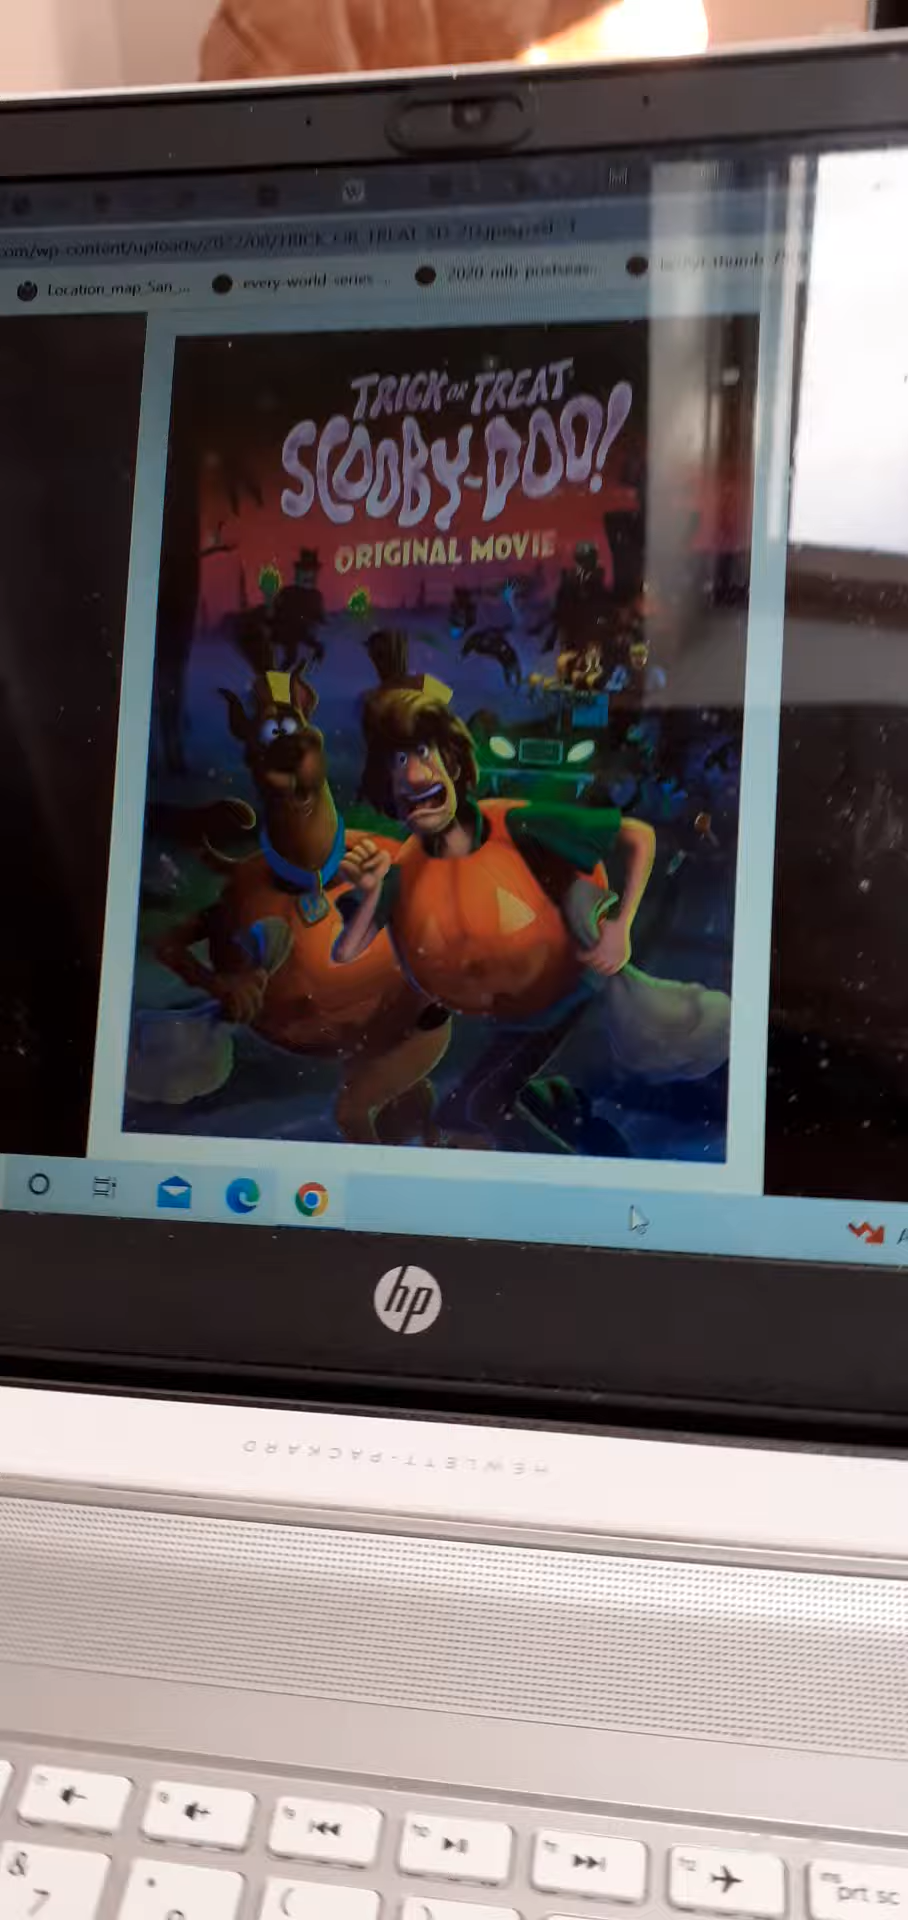 W
Location_map_San_...
every-world-series...
2020-mlb-postseas...
TRICK OR TREAT
SCOOBY-DOO!
ORIGINAL MOVIE
hp
HEWLETT-PACKARD
prt sc
&
7
(
)